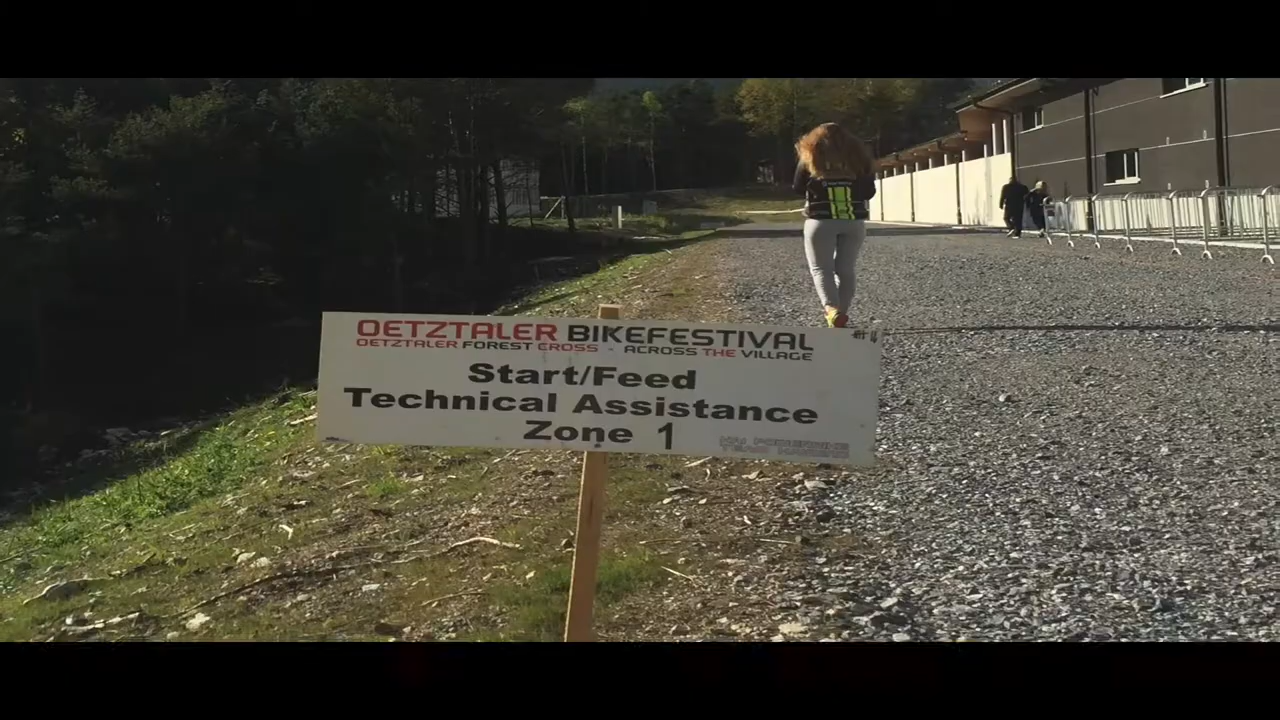 OETZTALER BIKEFESTIVAL
OETZTALER FOREST CROSS - ACROSS THE VILLAGE
Start/Feed
Technical Assistance
Zone 1